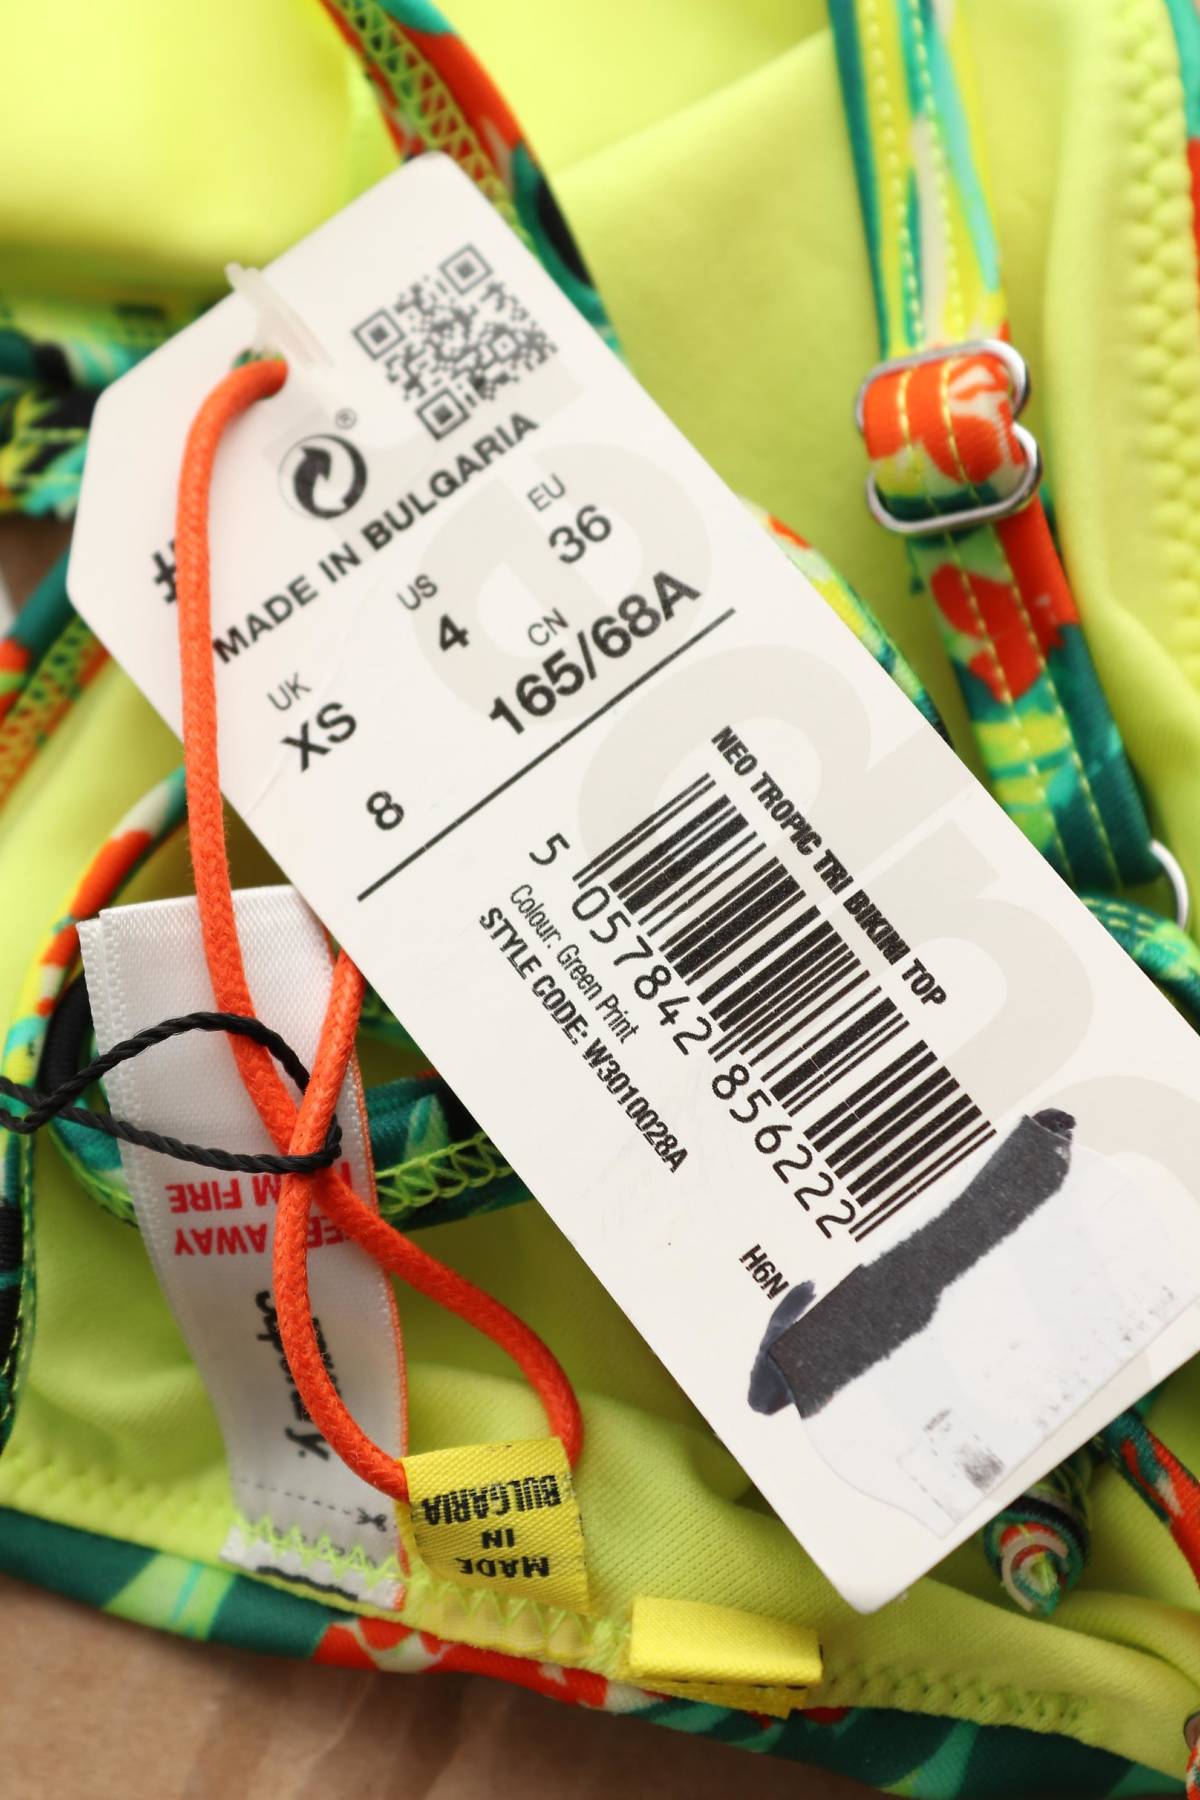 ®
MADE IN BULGARIA
UK
XS
8
US
4
EU
36
CN
165/68A
NEO TROPIC TRI BIKINI TOP
5 057842 856222
Colour: Green Print
STYLE CODE: W3010028A
H6N
AWAY
FIRE
MADE
IN
BULGARIA